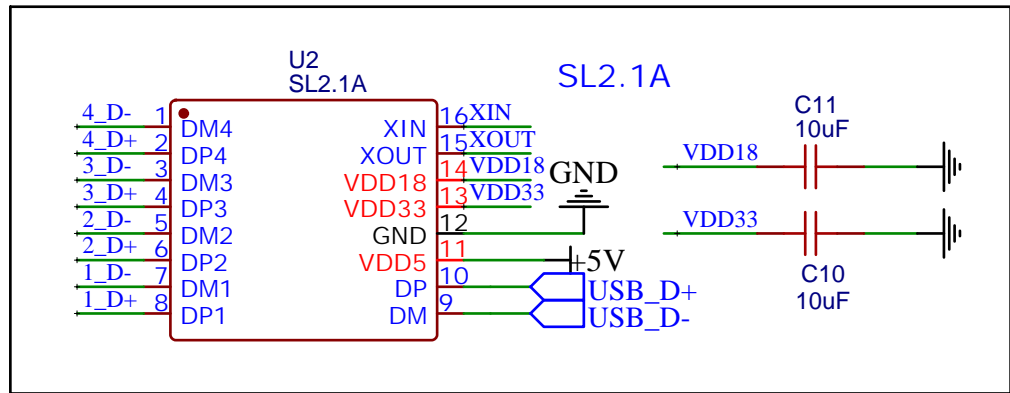 U2
SL2.1A
SL2.1A
4_D- 1 DM4
4_D+ 2 DP4
3_D- 3 DM3
3_D+ 4 DP3
2_D- 5 DM2
2_D+ 6 DP2
1_D- 7 DM1
1_D+ 8 DP1
XIN 16 XIN
XOUT 15 XOUT
VDD18 14 VDD18
VDD33 13 VDD33
GND 12
GND
VDD5 11 +5V
DP 10 USB_D+
DM 9 USB_D-
C11
10uF
VDD18
VDD33
C10
10uF